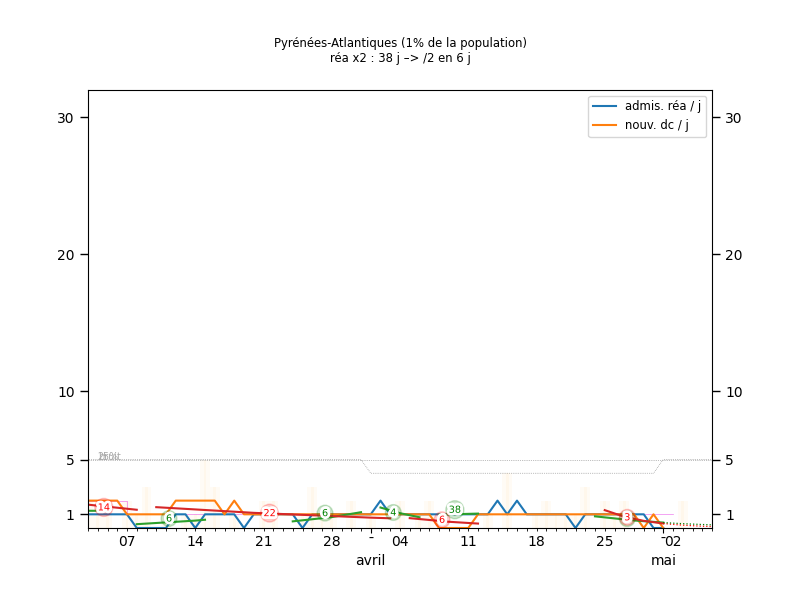 Pyrénées-Atlantiques (1% de la population)
réa x2 : 38 j –> /2 en 6 j
admis. réa / j
nouv. dc / j
30 30
20 20
10 10
5 5
1 1
14 6 22 6 4 6 38 3
07 14 21 28 - 04 11 18 25 - 02
avril mai